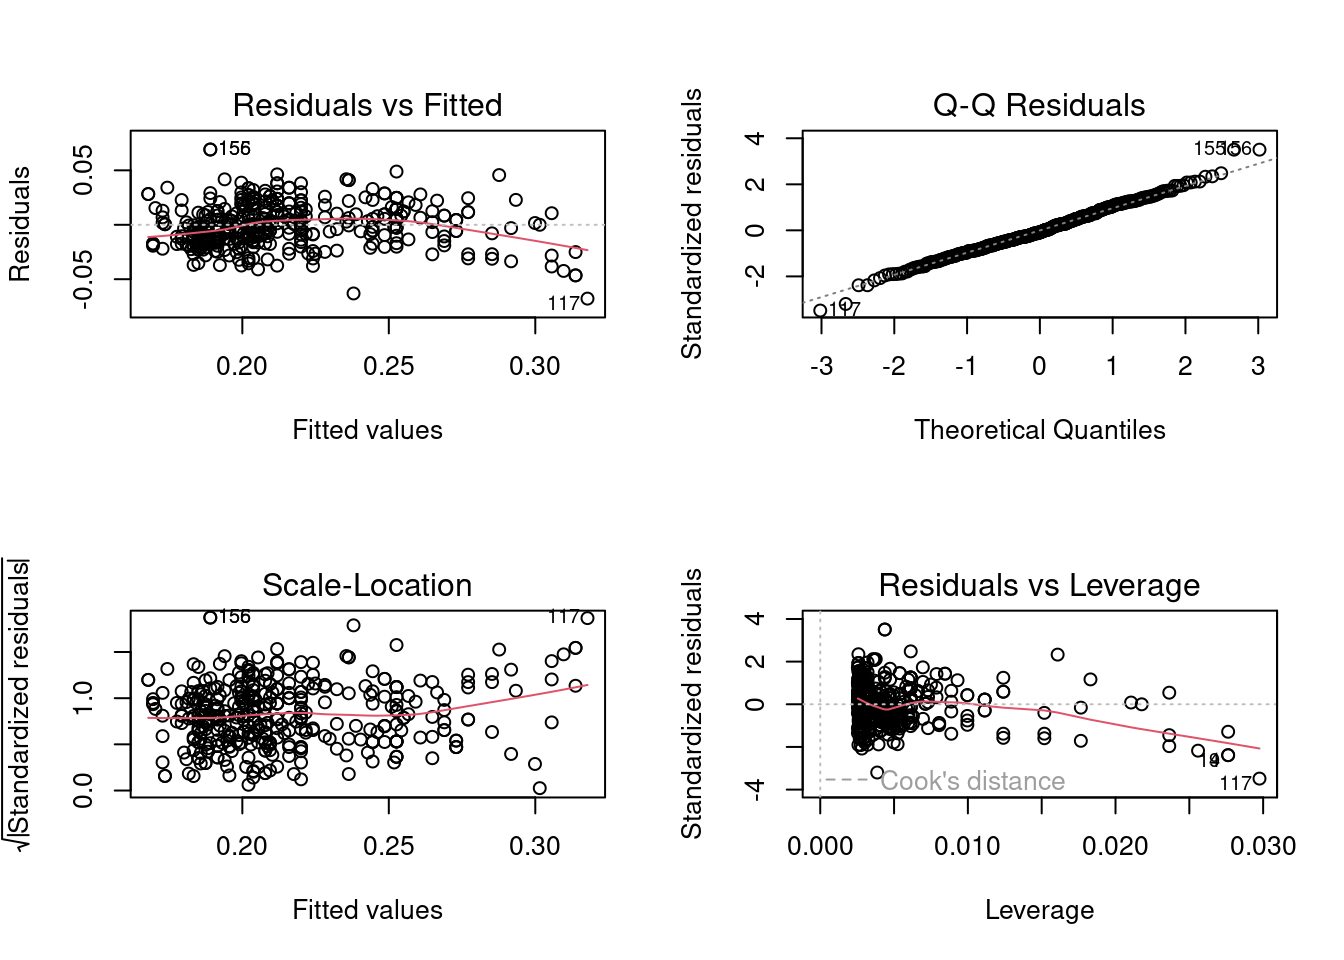 Residuals vs Fitted
Residuals
0.05
-0.05
156
117
0.20 0.25 0.30
Fitted values
Q-Q Residuals
Standardized residuals
4
2
0
-2
155
156
117
-3 -2 -1 0 1 2 3
Theoretical Quantiles
Scale-Location
√|Standardized residuals|
1.0
0.0
156
117
0.20 0.25 0.30
Fitted values
Residuals vs Leverage
Standardized residuals
4
2
0
-4
Cook's distance
117
0.000 0.010 0.020 0.030
Leverage